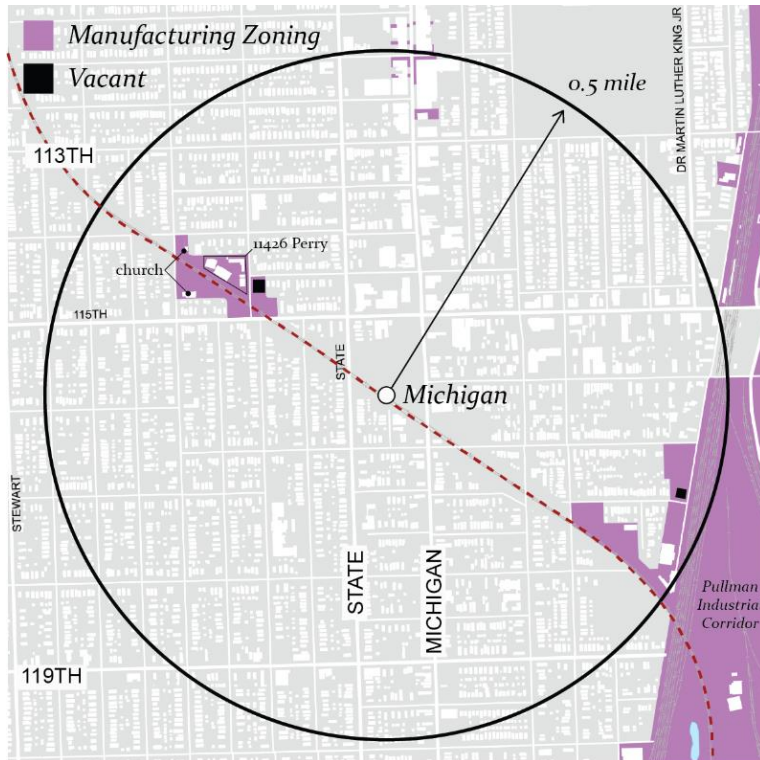 Manufacturing Zoning
Vacant
0.5 mile
DR MARTIN LUTHER KING JR
113TH
11426 Perry
church
115TH
STATE
Michigan
STEWART
STATE
MICHIGAN
Pullman
Industrial
Corridor
119TH